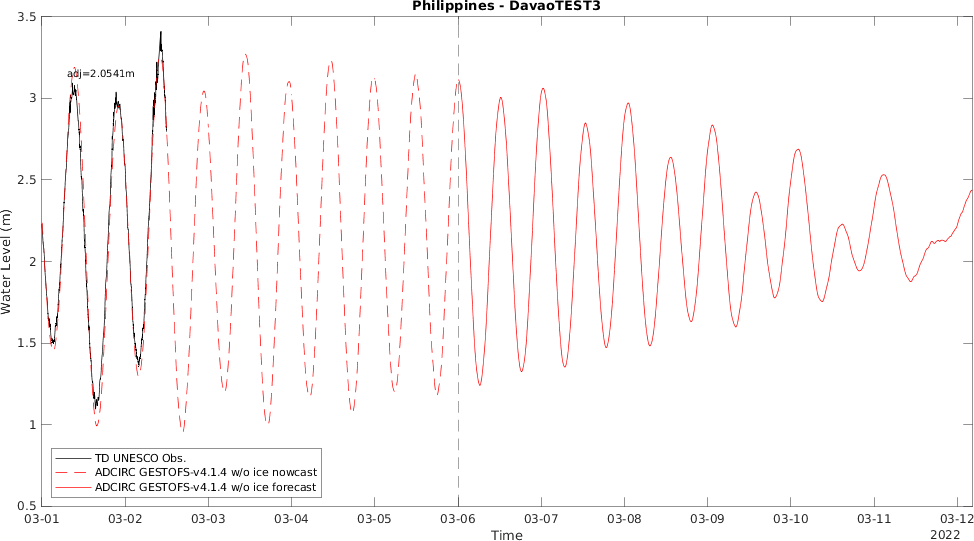 Philippines - DavaoTEST3
3.5
adj=2.0541m
3
2.5
2
1.5
1
0.5
Water Level (m)
TD UNESCO Obs.
ADCIRC GESTOFS-v4.1.4 w/o ice nowcast
ADCIRC GESTOFS-v4.1.4 w/o ice forecast
03-01 03-02 03-03 03-04 03-05 03-06 03-07 03-08 03-09 03-10 03-11 03-12
Time
2022